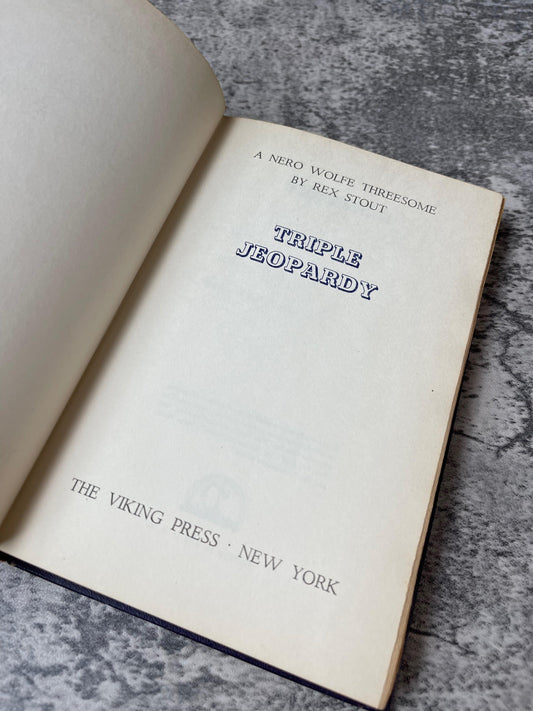 A NERO WOLFE THREESOME
BY REX STOUT
TRIPLE
JEOPARDY
THE VIKING PRESS · NEW YORK